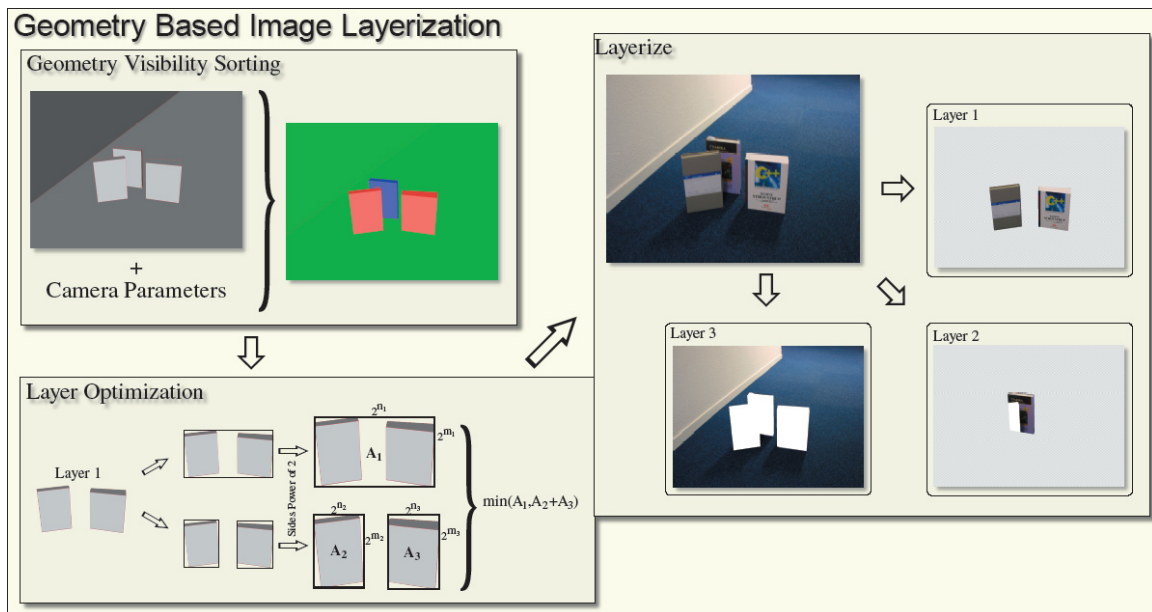 Geometry Based Image Layerization
Geometry Visibility Sorting
+
Camera Parameters
Layer Optimization
Layer 1
Sides Power of 2
2^n₁
2^m₁
A₁
2^n₂
2^m₂
A₂
2^n₃
2^m₃
A₃
min(A₁,A₂+A₃)
Layerize
C++
Layer 1
C++
Layer 3
Layer 2